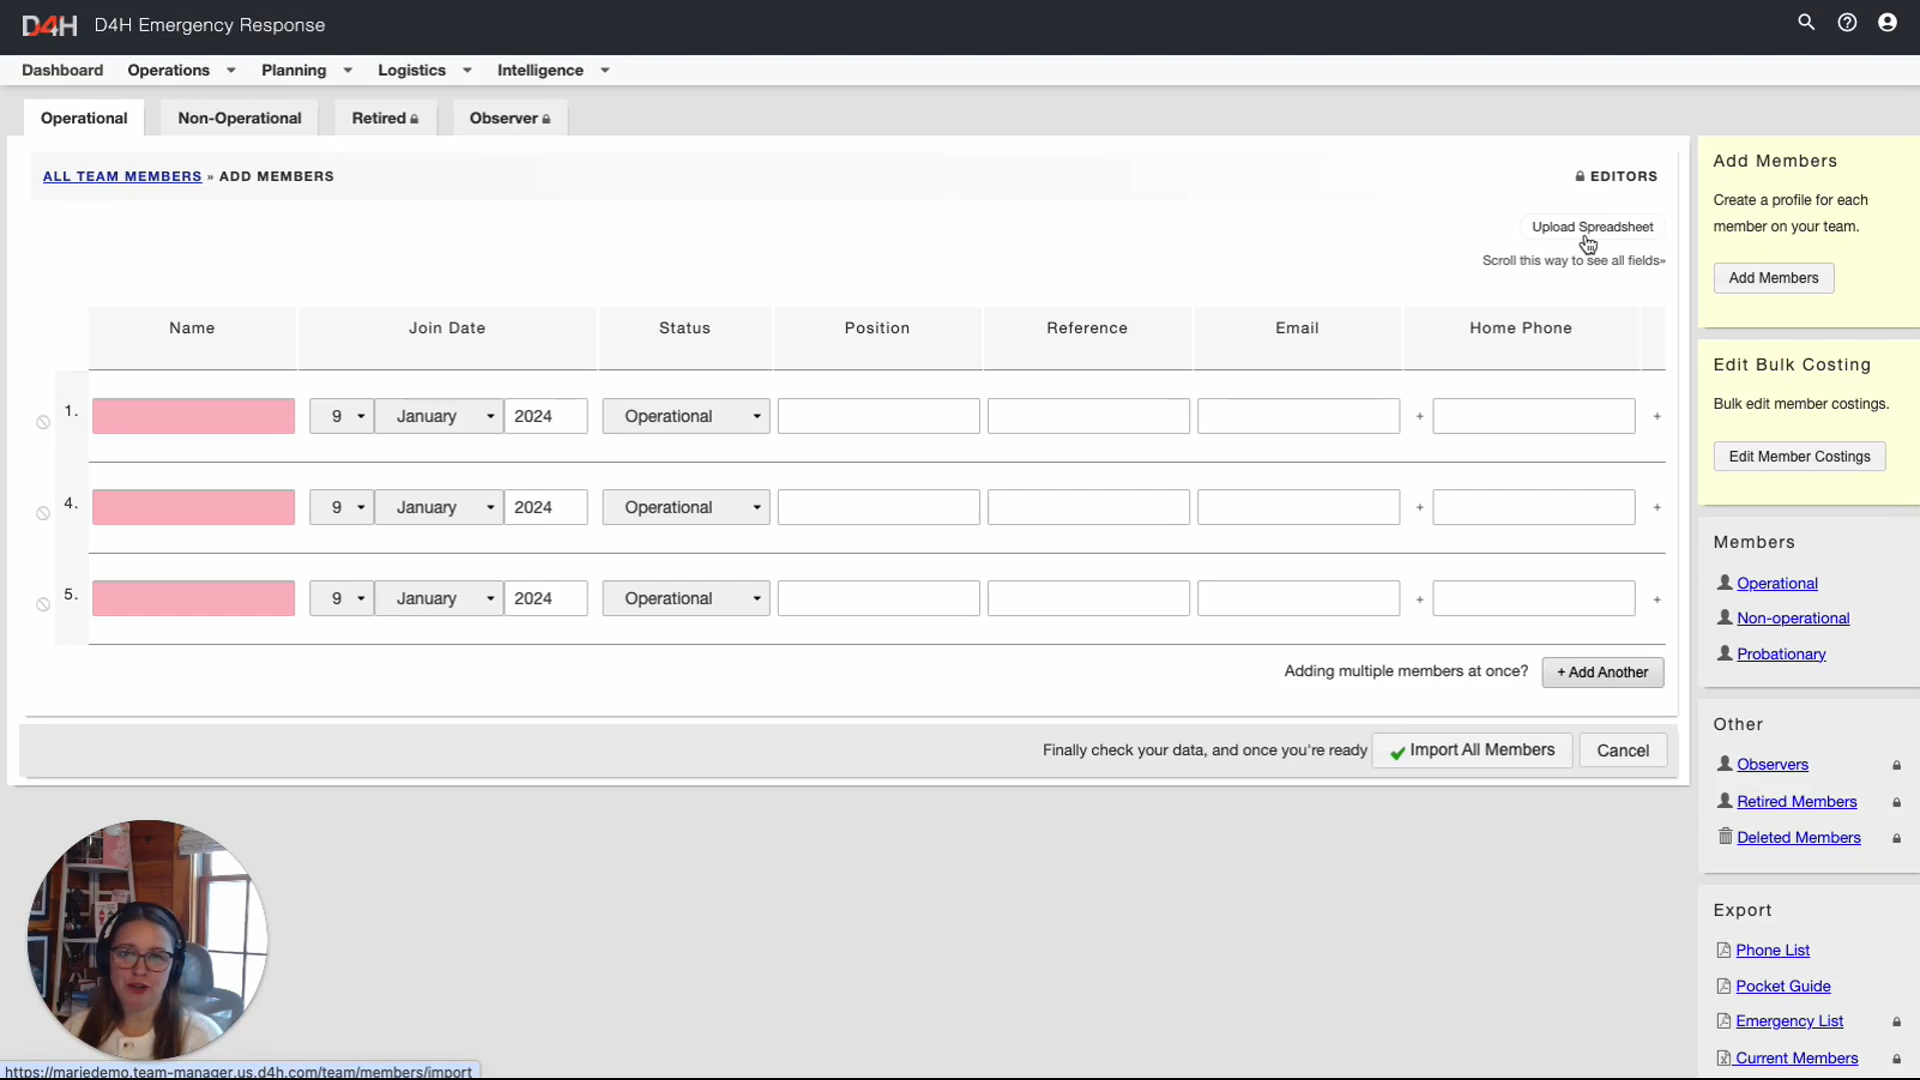 D4H D4H Emergency Response
Dashboard Operations Planning Logistics Intelligence
Operational Non-Operational Retired Observer
ALL TEAM MEMBERS » ADD MEMBERS
EDITORS
Upload Spreadsheet
Scroll this way to see all fields»
Name Join Date Status Position Reference Email Home Phone
1. 9 January 2024 Operational + +
4. 9 January 2024 Operational + +
5. 9 January 2024 Operational + +
Adding multiple members at once? + Add Another
Finally check your data, and once you're ready Import All Members Cancel
Add Members
Create a profile for each
member on your team.
Add Members
Edit Bulk Costing
Bulk edit member costings.
Edit Member Costings
Members
Operational
Non-operational
Probationary
Other
Observers
Retired Members
Deleted Members
Export
Phone List
Pocket Guide
Emergency List
Current Members
https://mariedemo.team-manager.us.d4h.com/team/members/import